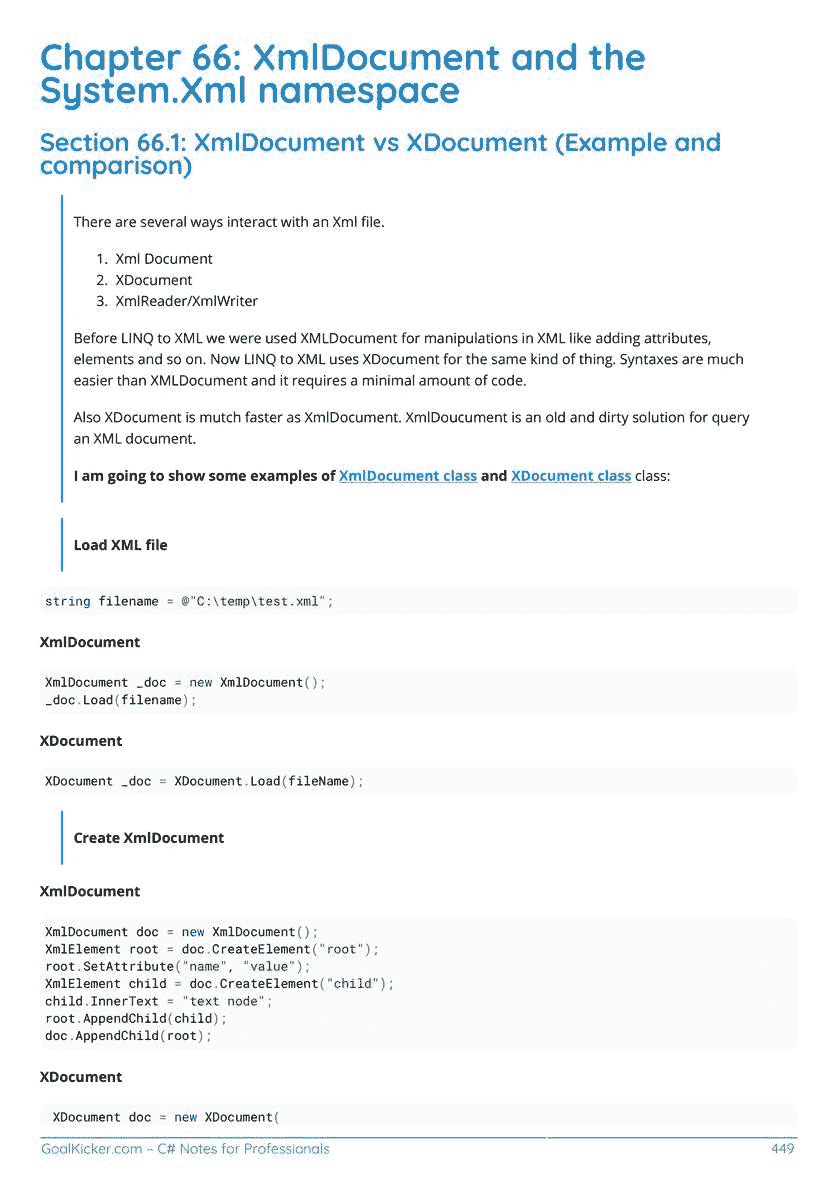 Chapter 66: XmlDocument and the
System.Xml namespace
Section 66.1: XmlDocument vs XDocument (Example and
comparison)
There are several ways interact with an Xml file.
1. Xml Document
2. XDocument
3. XmlReader/XmlWriter
Before LINQ to XML we were used XMLDocument for manipulations in XML like adding attributes,
elements and so on. Now LINQ to XML uses XDocument for the same kind of thing. Syntaxes are much
easier than XMLDocument and it requires a minimal amount of code.
Also XDocument is mutch faster as XmlDocument. XmlDoucument is an old and dirty solution for query
an XML document.
I am going to show some examples of XmlDocument class and XDocument class class:
Load XML file
string filename = @"C:\temp\test.xml";
XmlDocument
XmlDocument _doc = new XmlDocument();
_doc.Load(filename);
XDocument
XDocument _doc = XDocument.Load(fileName);
Create XmlDocument
XmlDocument
XmlDocument doc = new XmlDocument();
XmlElement root = doc.CreateElement("root");
root.SetAttribute("name", "value");
XmlElement child = doc.CreateElement("child");
child.InnerText = "text node";
root.AppendChild(child);
doc.AppendChild(root);
XDocument
XDocument doc = new XDocument(
GoalKicker.com – C# Notes for Professionals 449